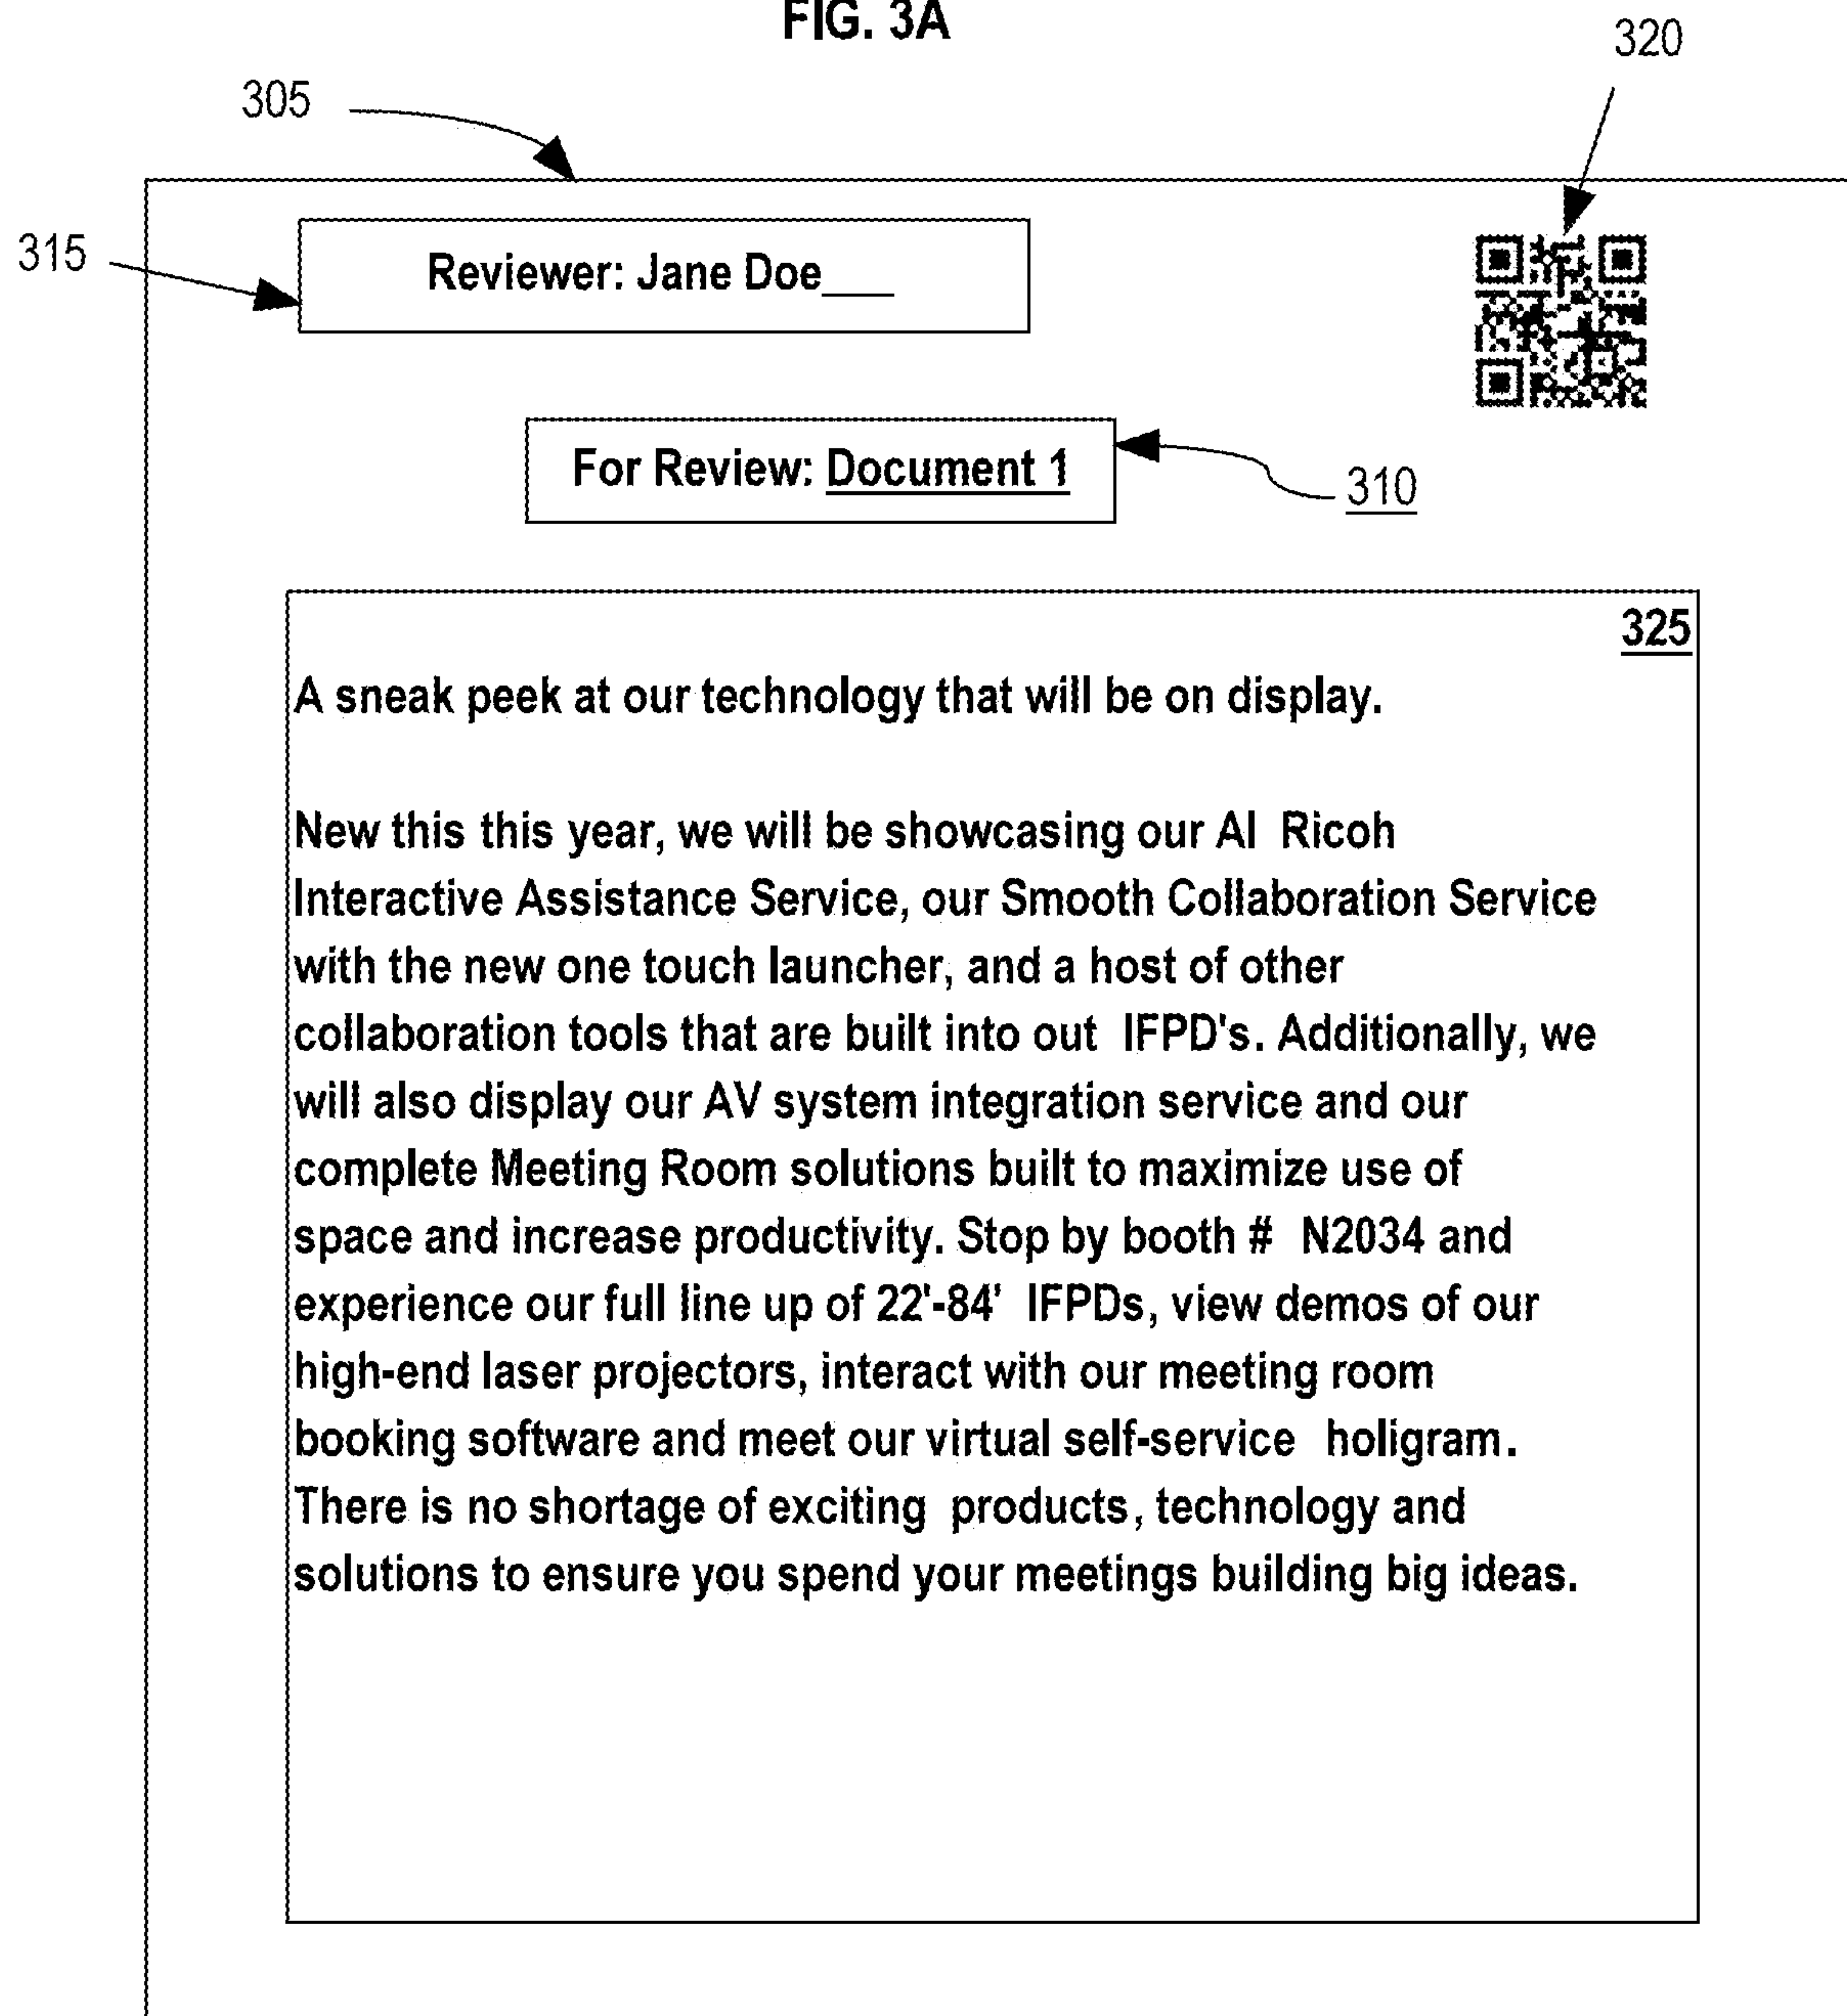 FIG. 3A
320
305
315
Reviewer: Jane Doe___
For Review: Document 1
310
325
A sneak peek at our technology that will be on display.
New this this year, we will be showcasing our AI Ricoh
Interactive Assistance Service, our Smooth Collaboration Service
with the new one touch launcher, and a host of other
collaboration tools that are built into out IFPD's. Additionally, we
will also display our AV system integration service and our
complete Meeting Room solutions built to maximize use of
space and increase productivity. Stop by booth # N2034 and
experience our full line up of 22'-84' IFPDs, view demos of our
high-end laser projectors, interact with our meeting room
booking software and meet our virtual self-service holigram.
There is no shortage of exciting products, technology and
solutions to ensure you spend your meetings building big ideas.